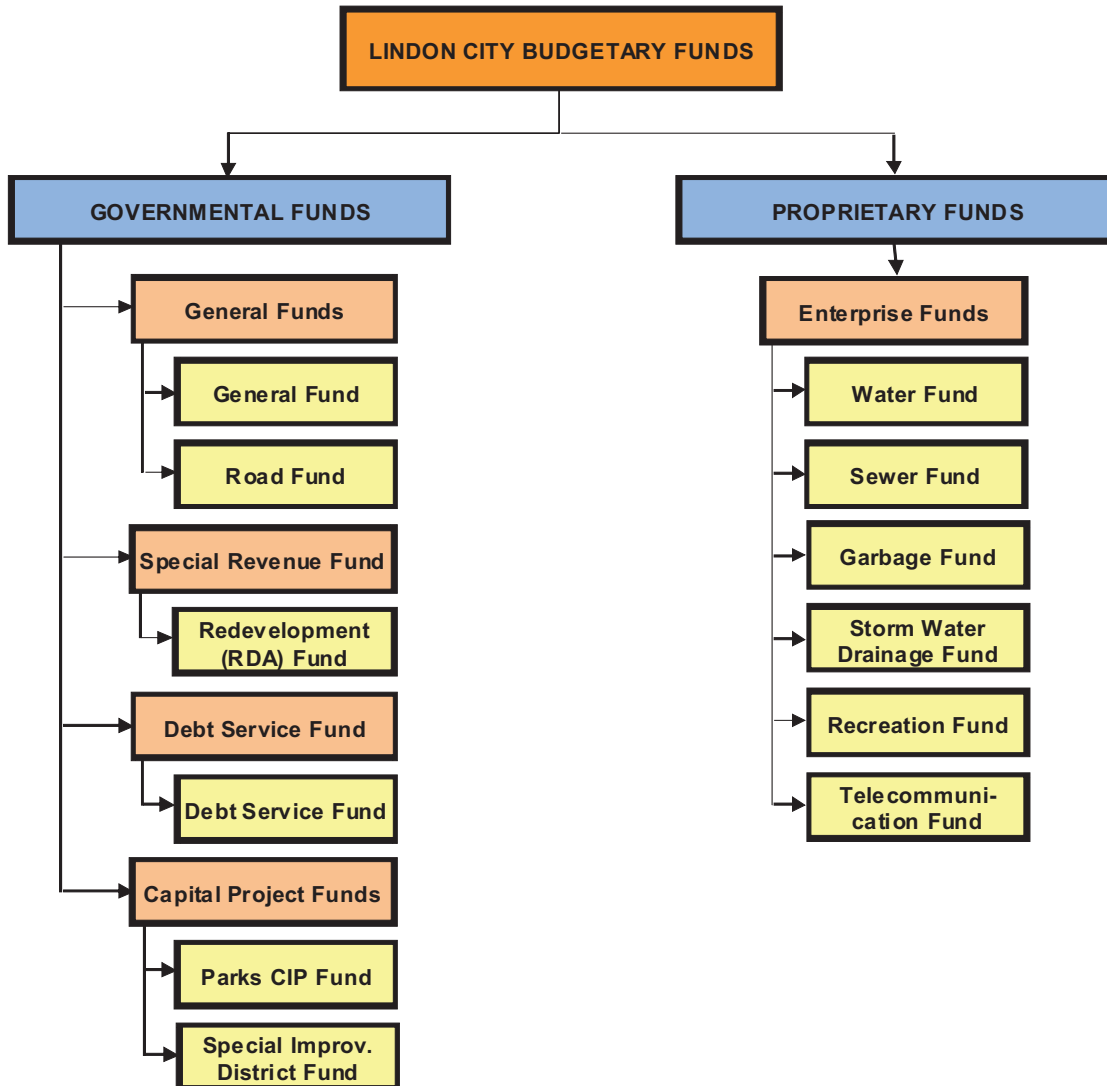 LINDON CITY BUDGETARY FUNDS
GOVERNMENTAL FUNDS
General Funds
General Fund
Road Fund
Special Revenue Fund
Redevelopment
(RDA) Fund
Debt Service Fund
Debt Service Fund
Capital Project Funds
Parks CIP Fund
Special Improv.
District Fund
PROPRIETARY FUNDS
Enterprise Funds
Water Fund
Sewer Fund
Garbage Fund
Storm Water
Drainage Fund
Recreation Fund
Telecommuni-
cation Fund